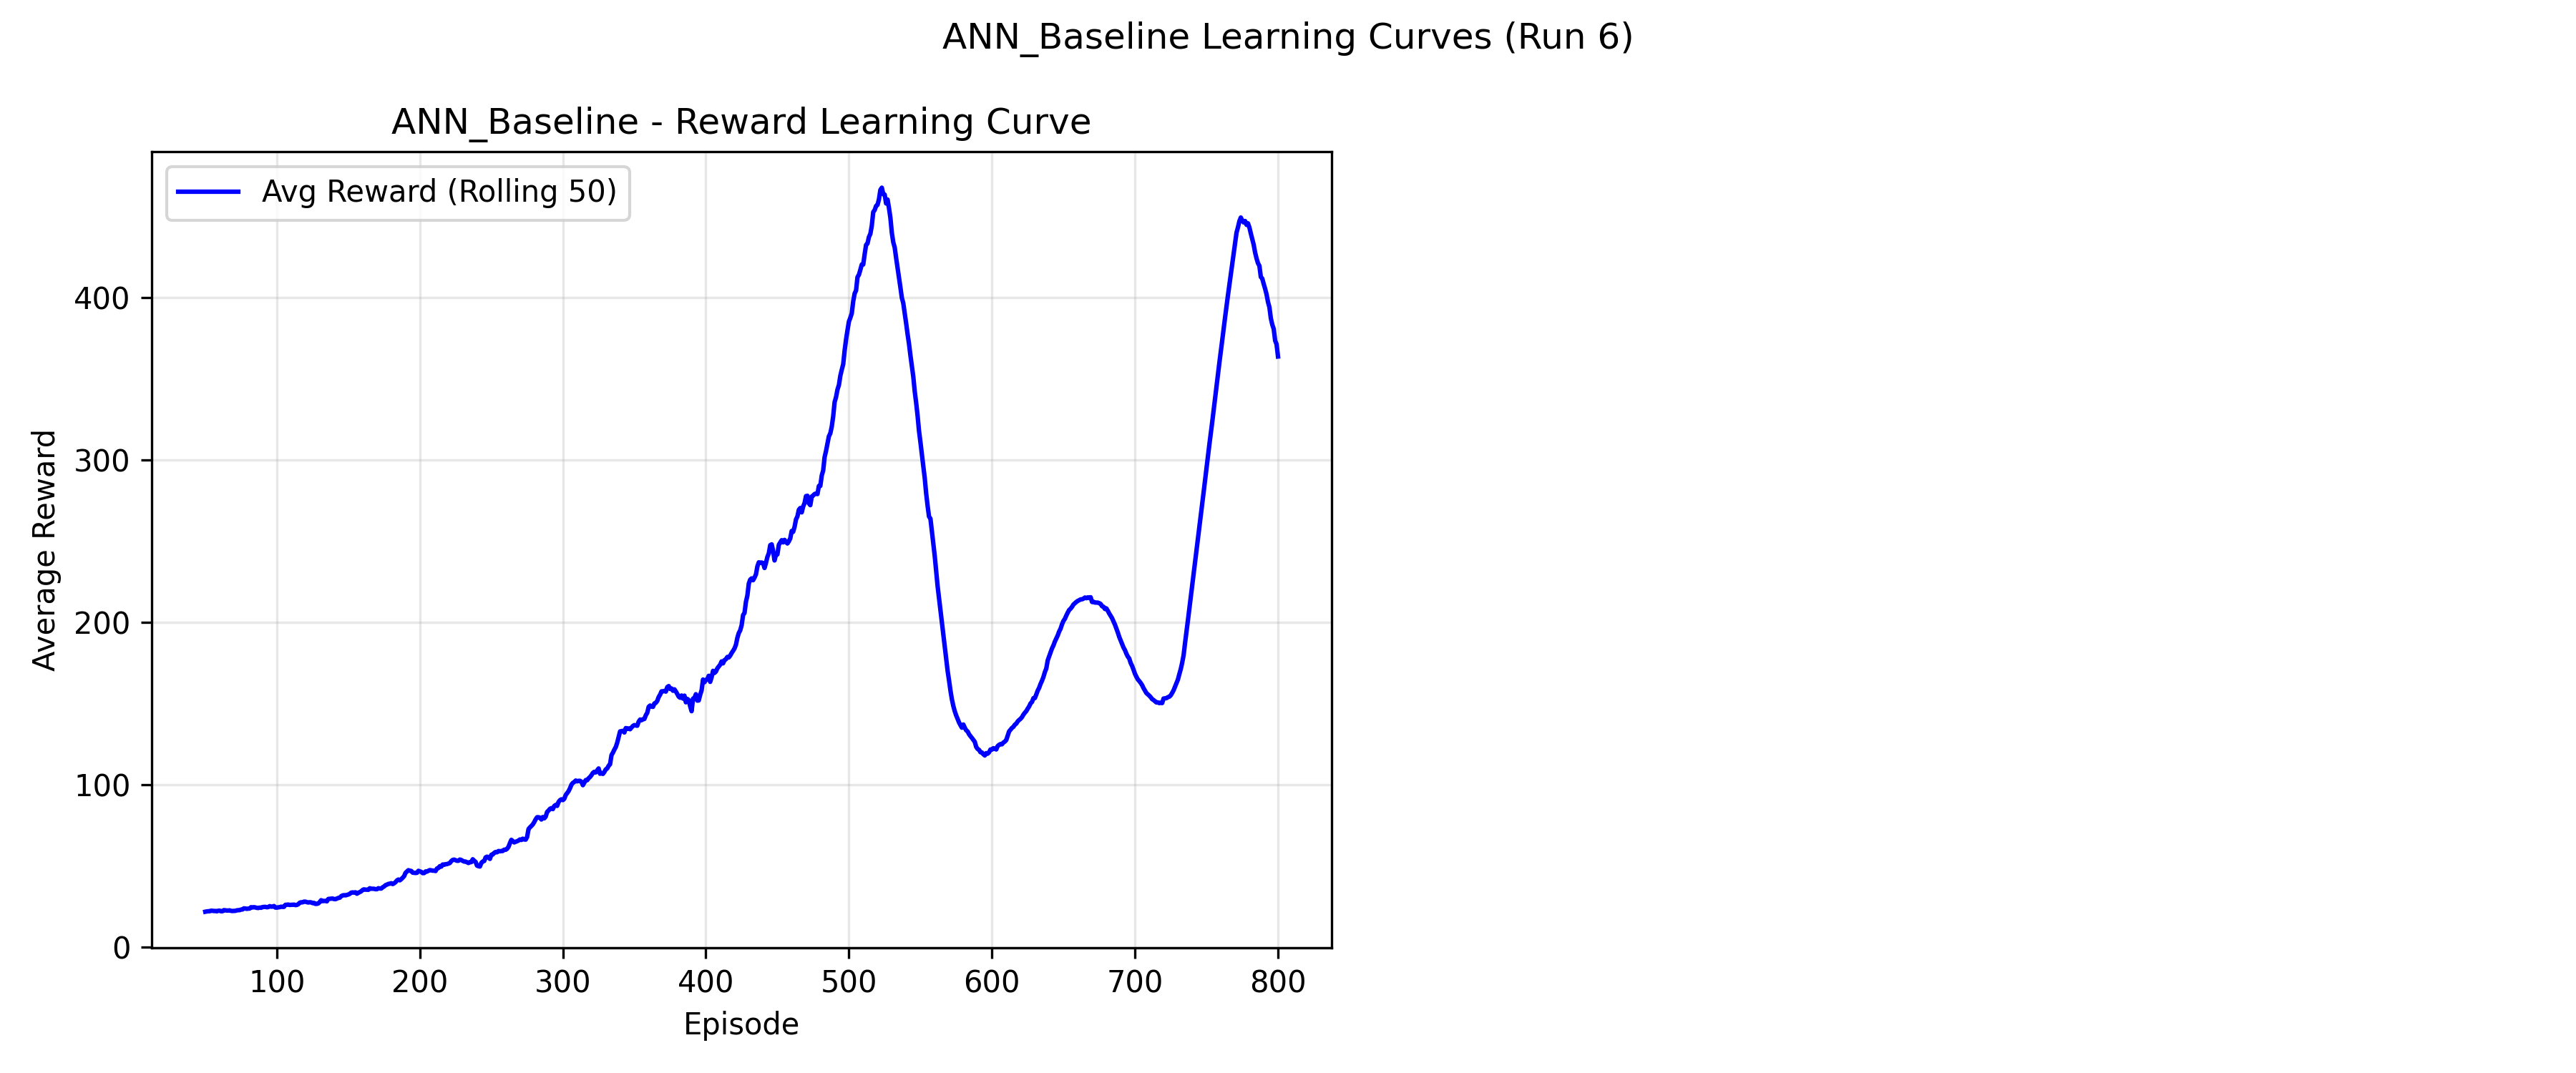 ANN_Baseline Learning Curves (Run 6)
ANN_Baseline - Reward Learning Curve
Avg Reward (Rolling 50)
Average Reward
400
300
200
100
0
100 200 300 400 500 600 700 800
Episode